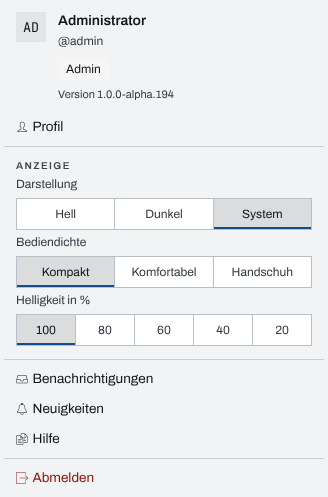 AD
Administrator
@admin
Admin
Version 1.0.0-alpha.194
Profil
ANZEIGE
Darstellung
Hell Dunkel System
Bediendichte
Kompakt Komfortabel Handschuh
Helligkeit in %
100 80 60 40 20
Benachrichtigungen
Neuigkeiten
Hilfe
Abmelden